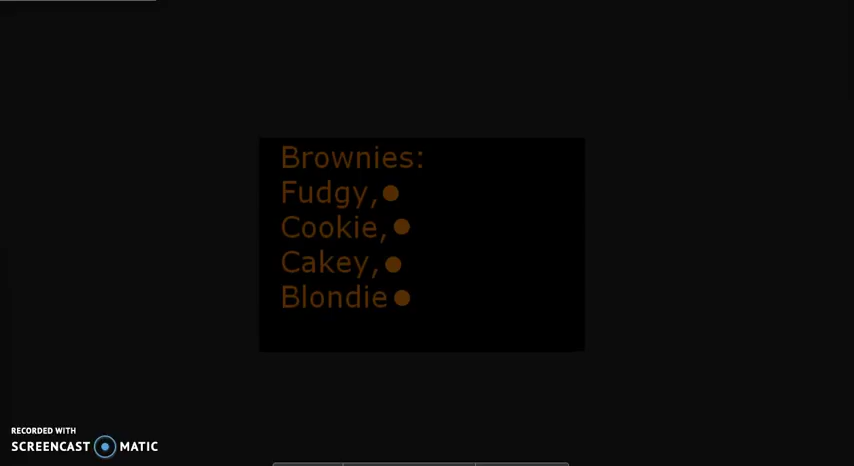 Brownies:
Fudgy,
Cookie,
Cakey,
Blondie
RECORDED WITH
SCREENCAST MATIC